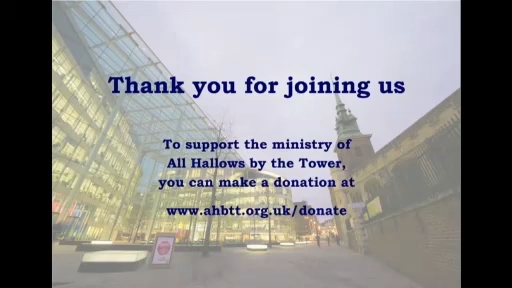 Thank you for joining us
To support the ministry of
All Hallows by the Tower,
you can make a donation at
www.ahbtt.org.uk/donate